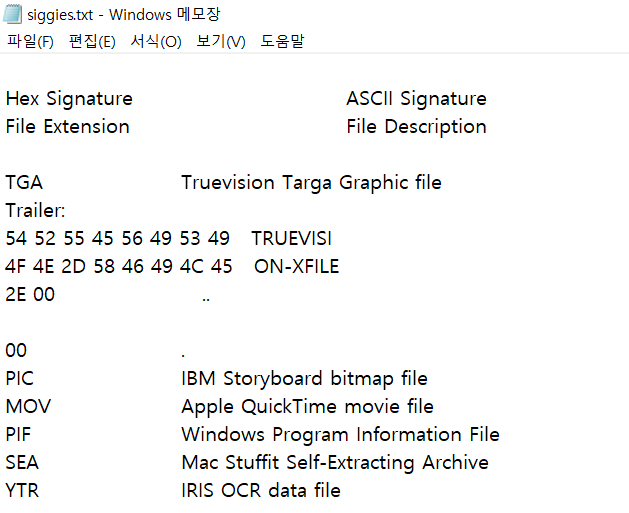 siggies.txt - Windows 메모장
파일(F) 편집(E) 서식(O) 보기(V) 도움말
Hex Signature ASCII Signature
File Extension File Description
TGA Truevision Targa Graphic file
Trailer:
54 52 55 45 56 49 53 49 TRUEVISI
4F 4E 2D 58 46 49 4C 45 ON-XFILE
2E 00 ..
00 .
PIC IBM Storyboard bitmap file
MOV Apple QuickTime movie file
PIF Windows Program Information File
SEA Mac Stuffit Self-Extracting Archive
YTR IRIS OCR data file